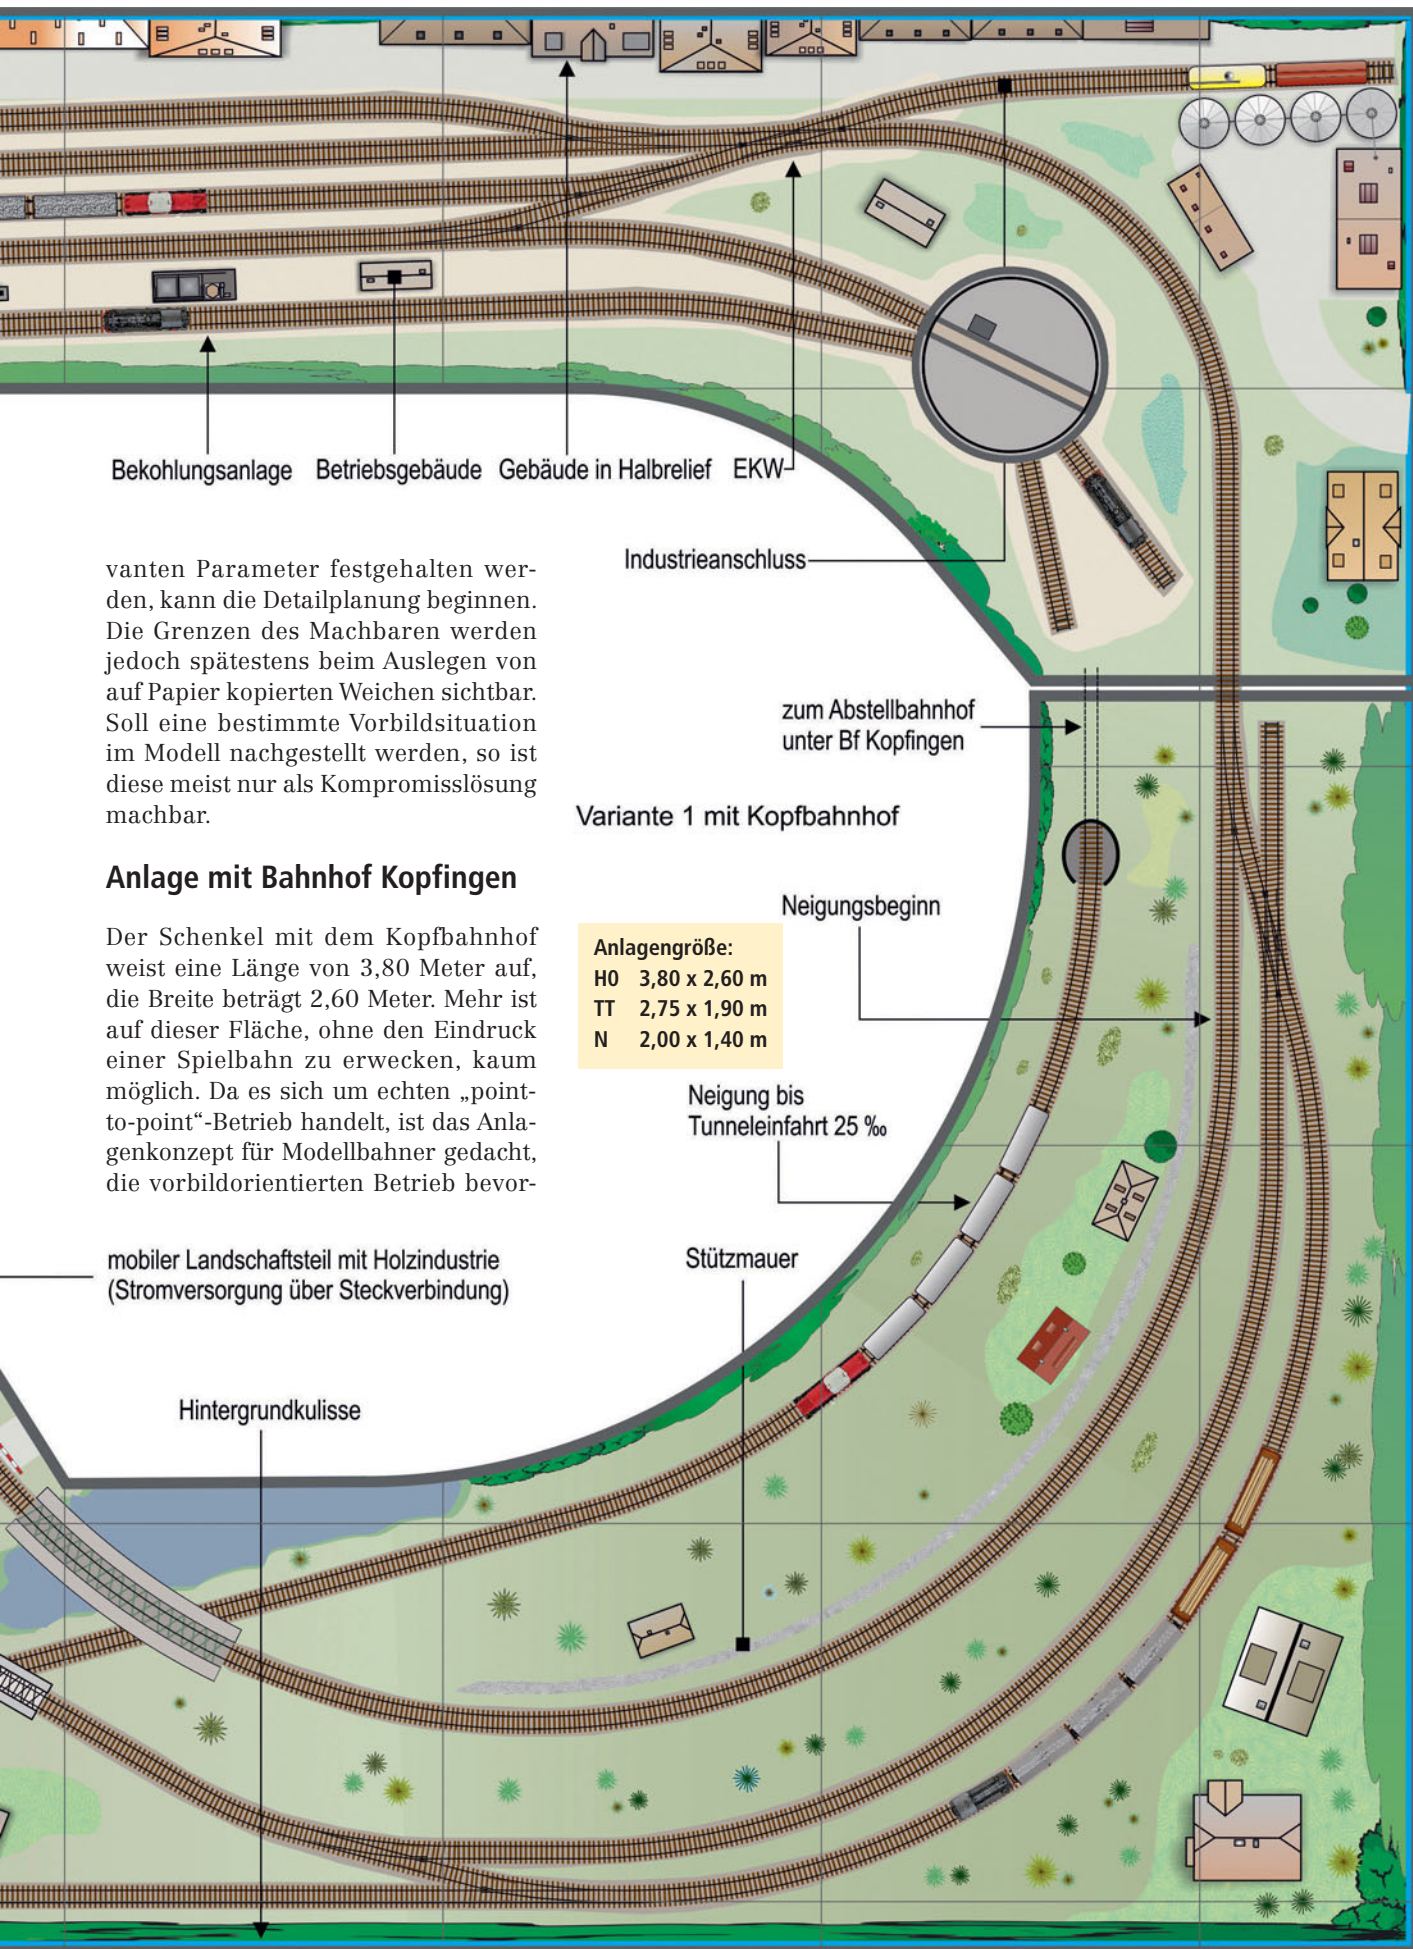 Bekohlungsanlage
Betriebsgebäude
Gebäude in Halbrelief
EKW
Industrieanschluss
vanten Parameter festgehalten wer-
den, kann die Detailplanung beginnen.
Die Grenzen des Machbaren werden
jedoch spätestens beim Auslegen von
auf Papier kopierten Weichen sichtbar.
Soll eine bestimmte Vorbildsituation
im Modell nachgestellt werden, so ist
diese meist nur als Kompromisslösung
machbar.
zum Abstellbahnhof
unter Bf Kopfingen
Variante 1 mit Kopfbahnhof
Anlage mit Bahnhof Kopfingen
Der Schenkel mit dem Kopfbahnhof
weist eine Länge von 3,80 Meter auf,
die Breite beträgt 2,60 Meter. Mehr ist
auf dieser Fläche, ohne den Eindruck
einer Spielbahn zu erwecken, kaum
möglich. Da es sich um echten „point-
to-point“-Betrieb handelt, ist das Anla-
genkonzept für Modellbahner gedacht,
die vorbildorientierten Betrieb bevor-
Neigungsbeginn
Anlagengröße:
H0 3,80 x 2,60 m
TT 2,75 x 1,90 m
N 2,00 x 1,40 m
Neigung bis
Tunneleinfahrt 25 ‰
Stützmauer
mobiler Landschaftsteil mit Holzindustrie
(Stromversorgung über Steckverbindung)
Hintergrundkulisse